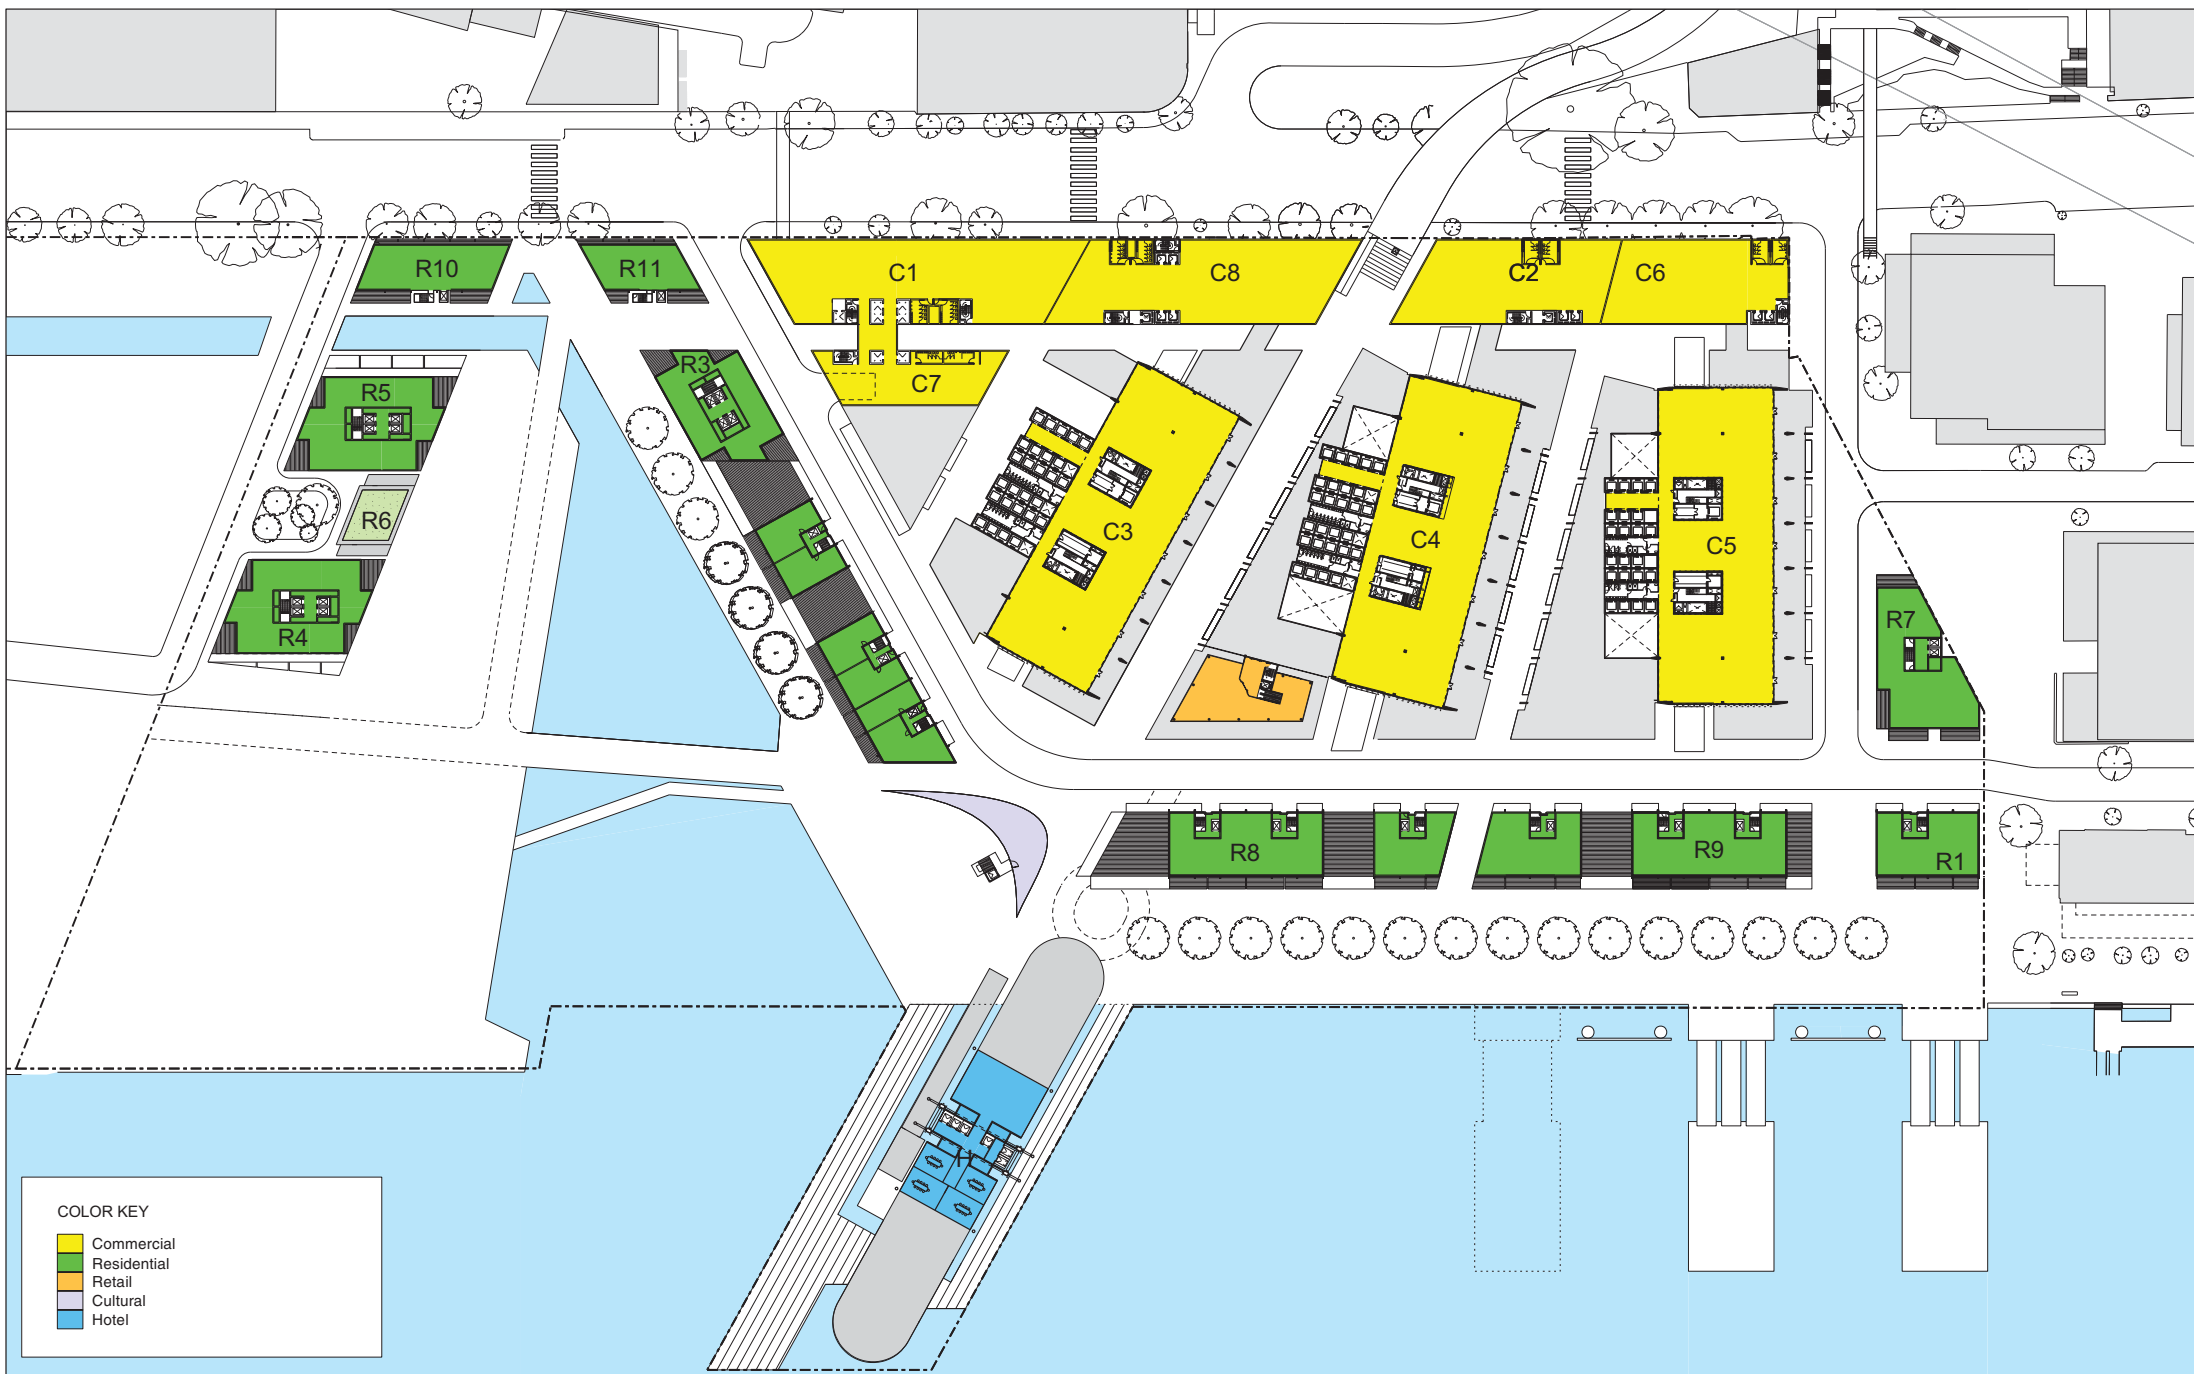 R10
R11
C1
C8
C2
C6
R3
R5
C7
R6
C3
C4
C5
R4
R7
R8
R9
R1
H
COLOR KEY
Commercial
Residential
Retail
Cultural
Hotel